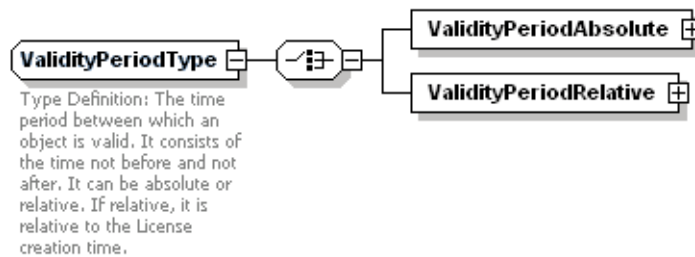 ValidityPeriodType
ValidityPeriodAbsolute
ValidityPeriodRelative
Type Definition: The time
period between which an
object is valid. It consists of
the time not before and not
after. It can be absolute or
relative. If relative, it is
relative to the License
creation time.